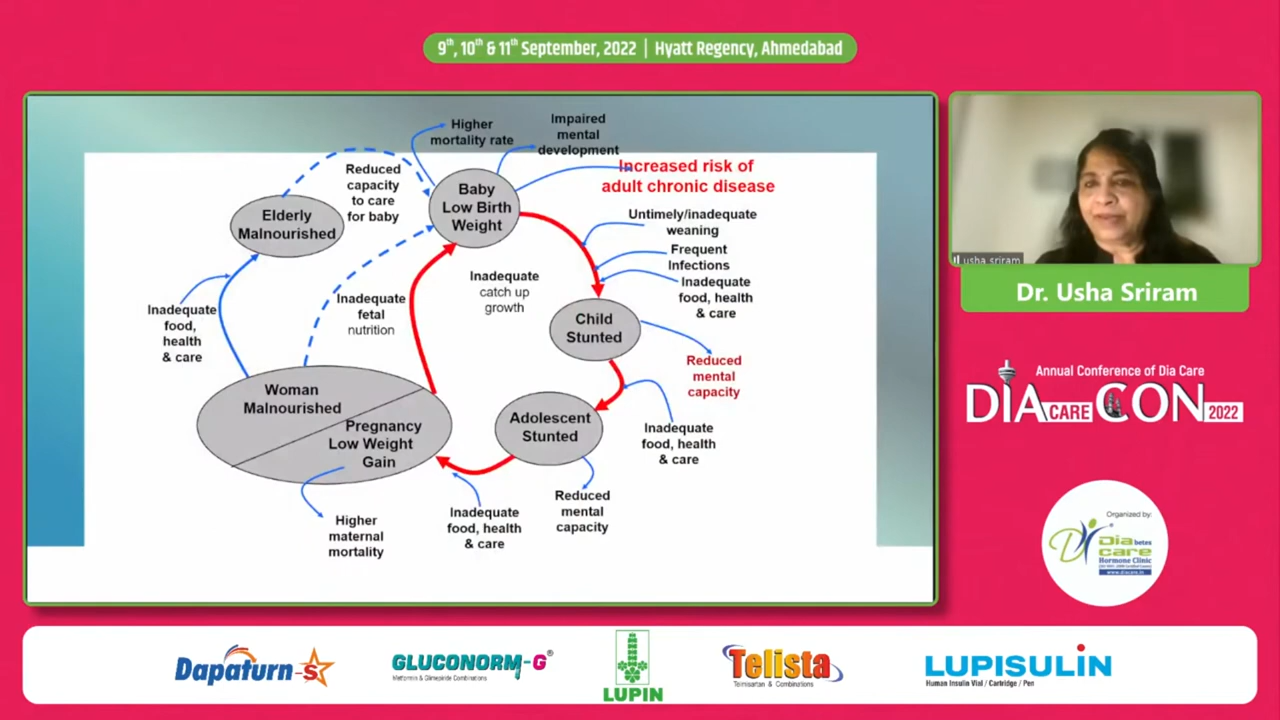 9th, 10th & 11th September, 2022 | Hyatt Regency, Ahmedabad
Higher
mortality rate
Impaired
mental
development
Increased risk of
adult chronic disease
Reduced
capacity
to care
for baby
Baby
Low Birth
Weight
Elderly
Malnourished
Untimely/inadequate
weaning
Frequent
Infections
Inadequate
food, health
& care
Inadequate
catch up
growth
Inadequate
fetal
nutrition
Inadequate
food,
health
& care
Child
Stunted
Reduced
mental
capacity
Woman
Malnourished
Pregnancy
Low Weight
Gain
Adolescent
Stunted
Inadequate
food, health
& care
Higher
maternal
mortality
Inadequate
food, health
& care
Reduced
mental
capacity
usha sriram
Dr. Usha Sriram
Annual Conference of Dia Care
DIA CARE CON 2022
Organized by:
Diabetes
care
Hormone Clinic
www.diacare.in
Dapaturn-S
GLUCONORM-G®
Metformin & Glimepiride Combinations
LUPIN
Telista
Telmisartan & Combinations
LUPISULIN
Human Insulin Vial / Cartridge / Pen